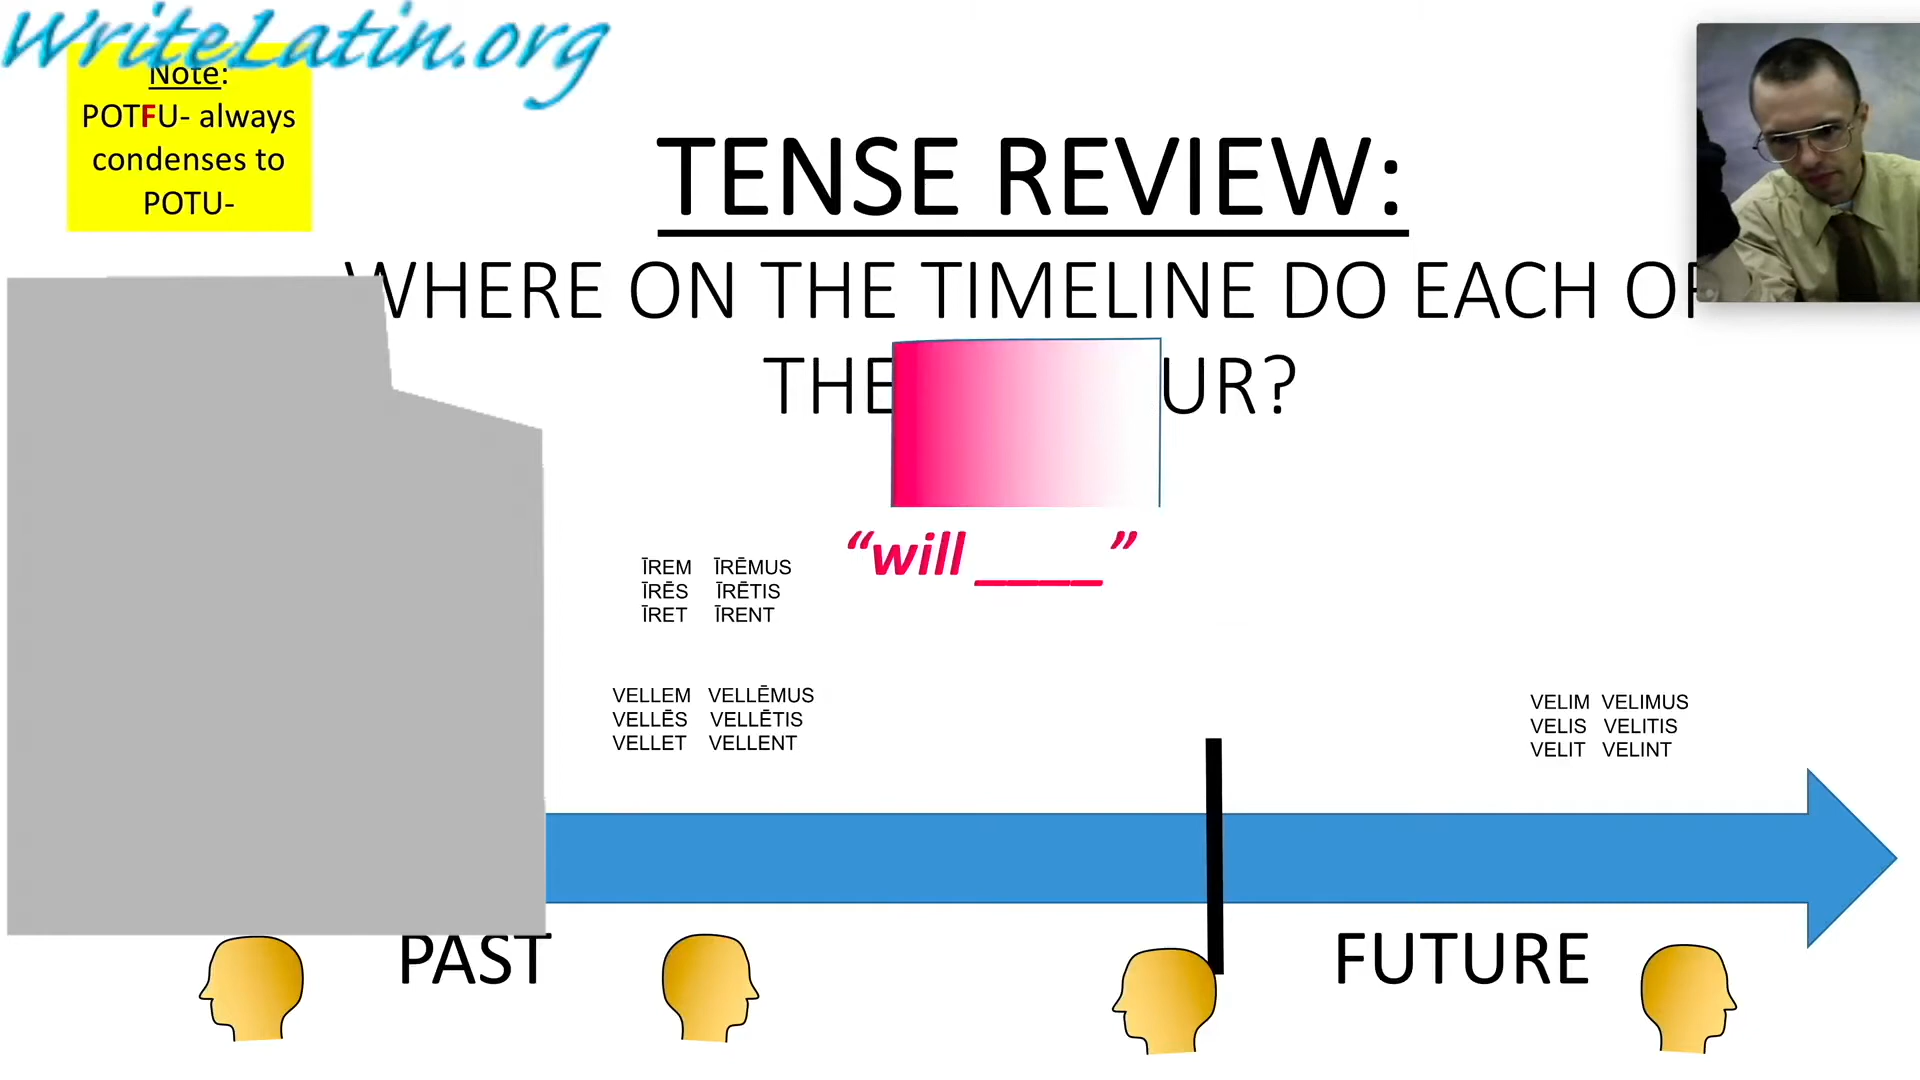 WriteLatin.org
Note:
POTFU- always
condenses to
POTU-
TENSE REVIEW:
WHERE ON THE TIMELINE DO EACH OF
THE UR?
“will ____”
ĪREM ĪRĒMUS
ĪRĒS ĪRĒTIS
ĪRET ĪRENT
VELLEM VELLĒMUS
VELLĒS VELLĒTIS
VELLET VELLENT
VELIM VELIMUS
VELIS VELITIS
VELIT VELINT
PAST
FUTURE